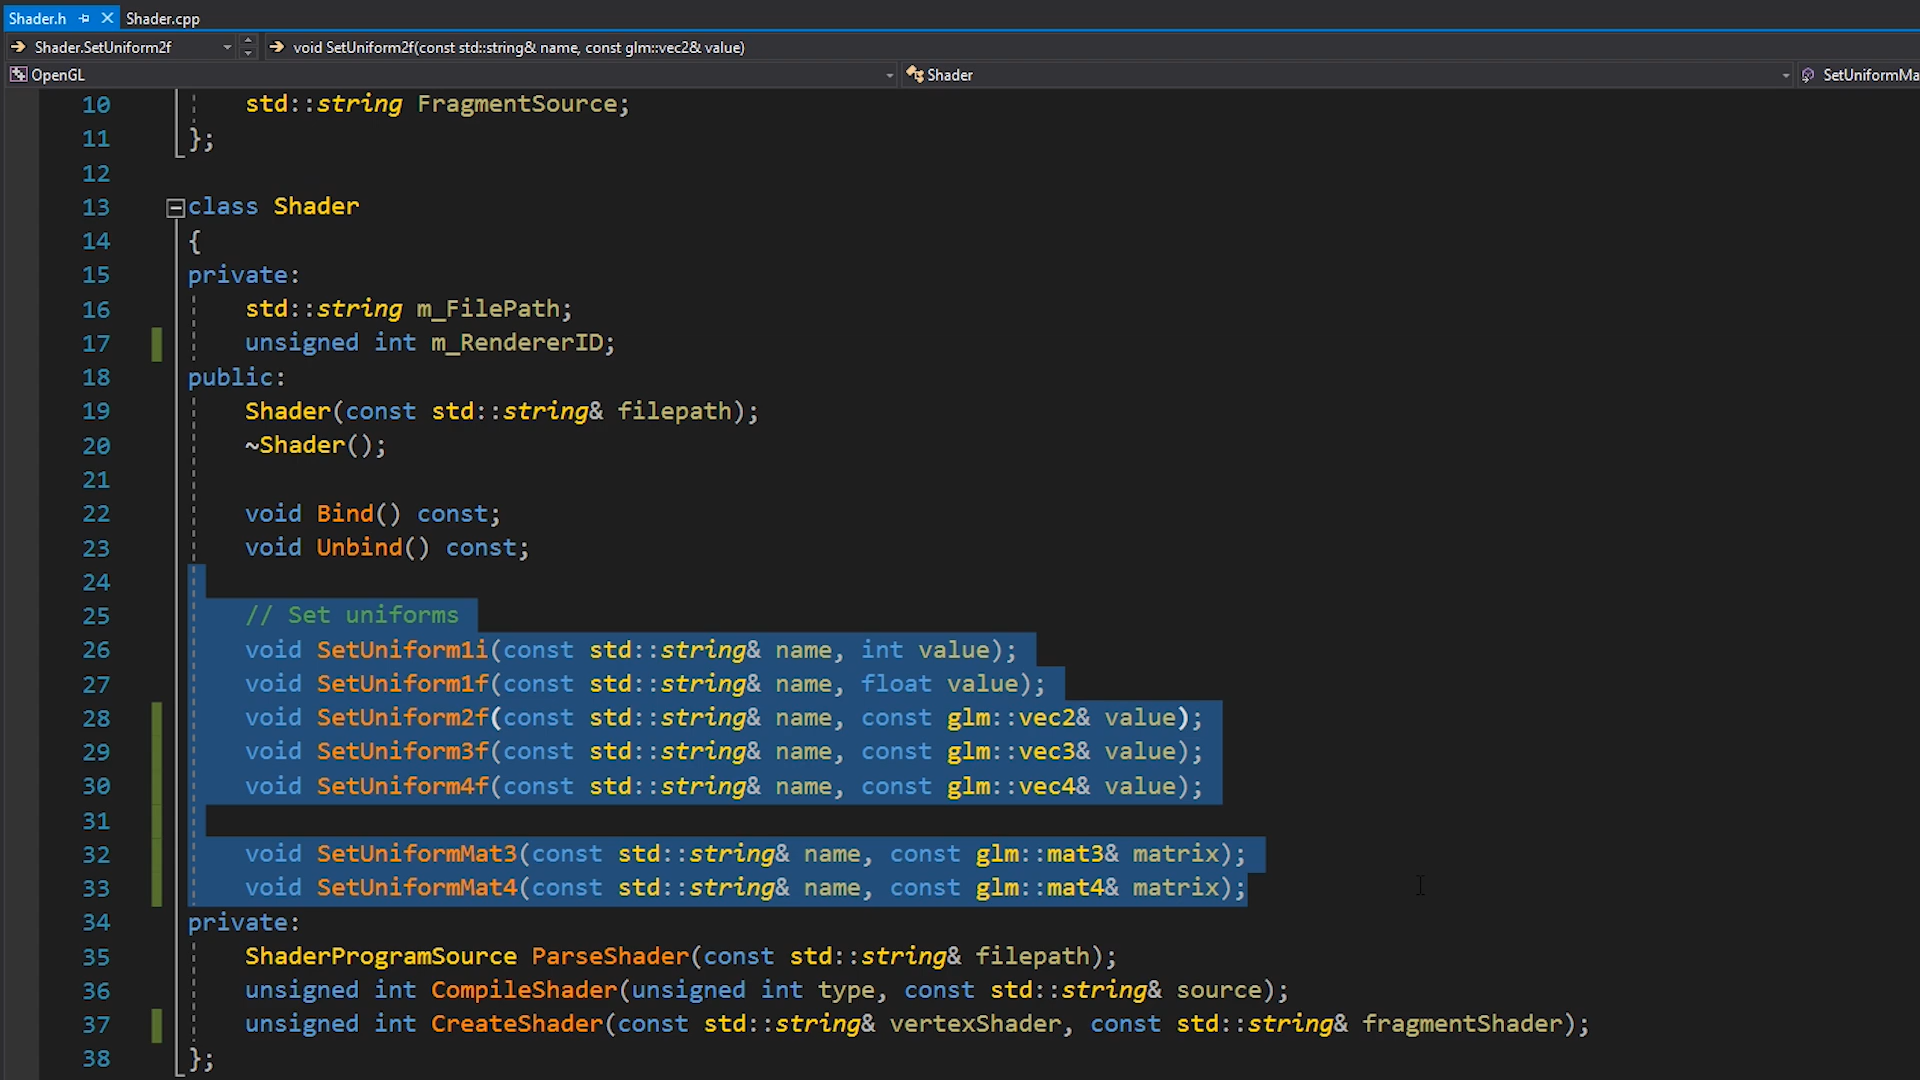 Shader.h Shader.cpp
Shader.SetUniform2f void SetUniform2f(const std::string& name, const glm::vec2& value)
OpenGL Shader SetUniformMa
10 std::string FragmentSource;
11 };
12
13 class Shader
14 {
15 private:
16 std::string m_FilePath;
17 unsigned int m_RendererID;
18 public:
19 Shader(const std::string& filepath);
20 ~Shader();
21
22 void Bind() const;
23 void Unbind() const;
24
25 // Set uniforms
26 void SetUniform1i(const std::string& name, int value);
27 void SetUniform1f(const std::string& name, float value);
28 void SetUniform2f(const std::string& name, const glm::vec2& value);
29 void SetUniform3f(const std::string& name, const glm::vec3& value);
30 void SetUniform4f(const std::string& name, const glm::vec4& value);
31
32 void SetUniformMat3(const std::string& name, const glm::mat3& matrix);
33 void SetUniformMat4(const std::string& name, const glm::mat4& matrix);
34 private:
35 ShaderProgramSource ParseShader(const std::string& filepath);
36 unsigned int CompileShader(unsigned int type, const std::string& source);
37 unsigned int CreateShader(const std::string& vertexShader, const std::string& fragmentShader);
38 };